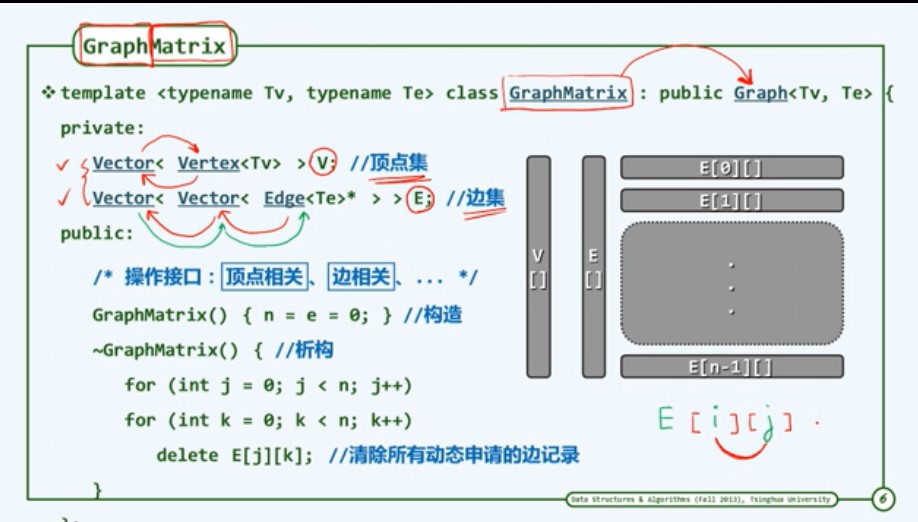 GraphMatrix
❖ template <typename Tv, typename Te> class GraphMatrix : public Graph<Tv, Te> {
private:
Vector< Vertex<Tv> > V; //顶点集
Vector< Vector< Edge<Te>* > > E; //边集
public:
/* 操作接口：顶点相关、边相关、... */
GraphMatrix() { n = e = 0; } //构造
~GraphMatrix() { //析构
for (int j = 0; j < n; j++)
for (int k = 0; k < n; k++)
delete E[j][k]; //清除所有动态申请的边记录
}
V[]
E[]
E[0][]
E[1][]
.
.
.
E[n-1][]
E[i][j].
Data Structures & Algorithms (Fall 2013), Tsinghua University
6